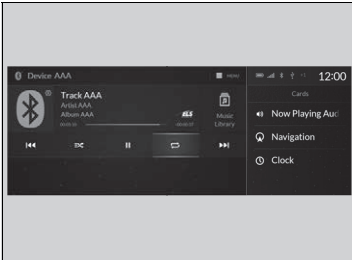 Device AAA
MENU
12:00
Track AAA
Artist AAA
Album AAA
ELS
Music
Library
Cards
Now Playing Aud
Navigation
Clock